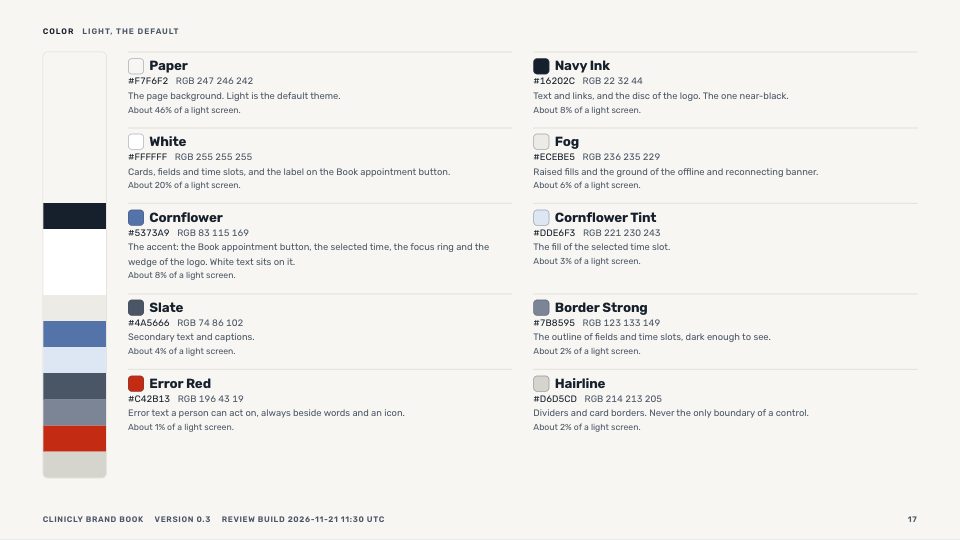 COLOR LIGHT, THE DEFAULT
Paper
#F7F6F2 RGB 247 246 242
The page background. Light is the default theme.
About 46% of a light screen.
Navy Ink
#16202C RGB 22 32 44
Text and links, and the disc of the logo. The one near-black.
About 8% of a light screen.
White
#FFFFFF RGB 255 255 255
Cards, fields and time slots, and the label on the Book appointment button.
About 20% of a light screen.
Fog
#ECEBE5 RGB 236 235 229
Raised fills and the ground of the offline and reconnecting banner.
About 6% of a light screen.
Cornflower
#5373A9 RGB 83 115 169
The accent: the Book appointment button, the selected time, the focus ring and the
wedge of the logo. White text sits on it.
About 8% of a light screen.
Cornflower Tint
#DDE6F3 RGB 221 230 243
The fill of the selected time slot.
About 3% of a light screen.
Slate
#4A5666 RGB 74 86 102
Secondary text and captions.
About 4% of a light screen.
Border Strong
#7B8595 RGB 123 133 149
The outline of fields and time slots, dark enough to see.
About 2% of a light screen.
Error Red
#C42B13 RGB 196 43 19
Error text a person can act on, always beside words and an icon.
About 1% of a light screen.
Hairline
#D6D5CD RGB 214 213 205
Dividers and card borders. Never the only boundary of a control.
About 2% of a light screen.
CLINICLY BRAND BOOK VERSION 0.3 REVIEW BUILD 2026-11-21 11:30 UTC
17